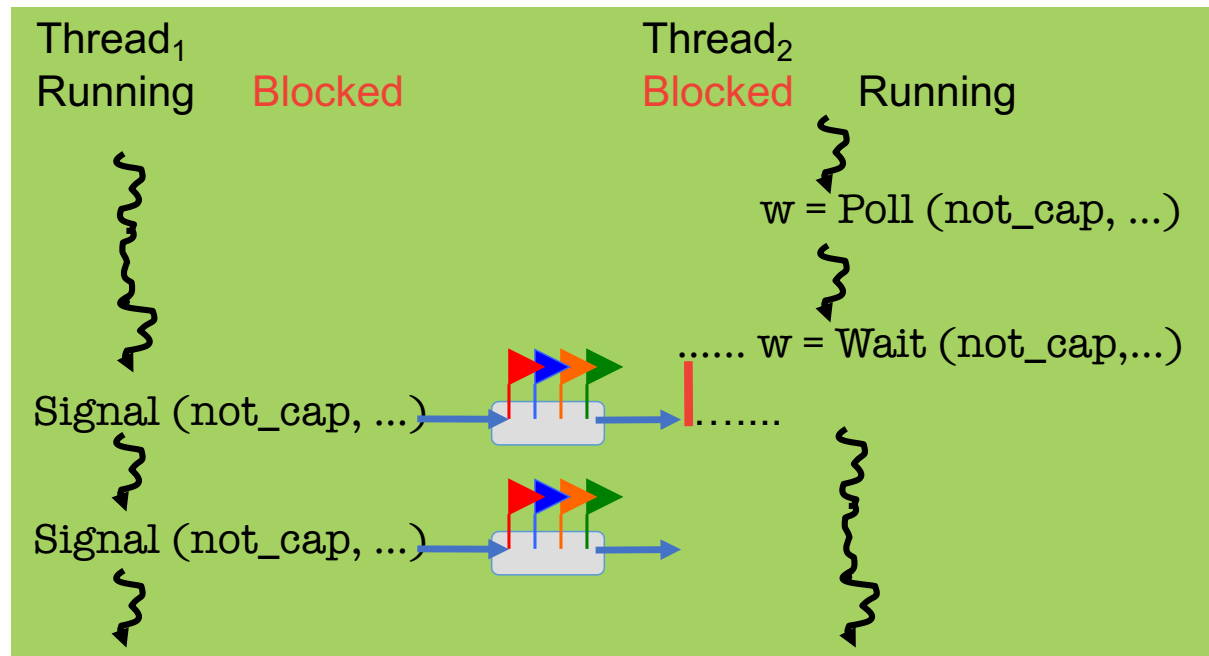 Thread₁ Thread₂
Running Blocked Blocked Running
w = Poll (not_cap, ...)
...... w = Wait (not_cap,...)
Signal (not_cap, ...)
.......
Signal (not_cap, ...)